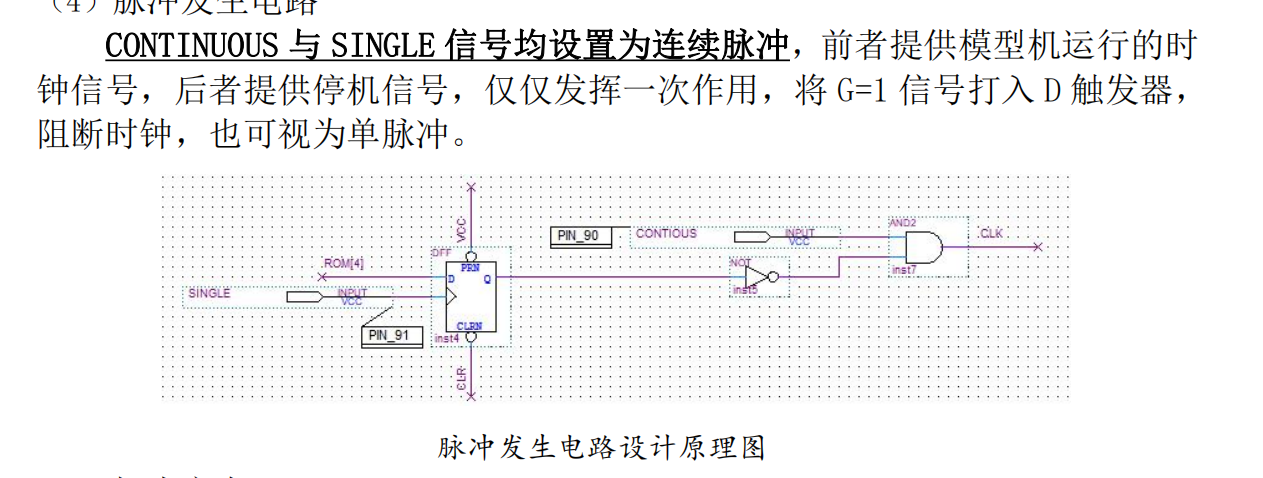 （4）脉冲发生电路
CONTINUOUS 与 SINGLE 信号均设置为连续脉冲，前者提供模型机运行的时
钟信号，后者提供停机信号，仅仅发挥一次作用，将 G=1 信号打入 D 触发器，
阻断时钟，也可视为单脉冲。
VCC
PIN_90
CONTIOUS
INPUT
VCC
AND2
CLK
inst7
DFF
PRN
D
Q
CLRN
inst4
ROM[4]
NOT
inst5
SINGLE
INPUT
VCC
PIN_91
CLR
脉冲发生电路设计原理图